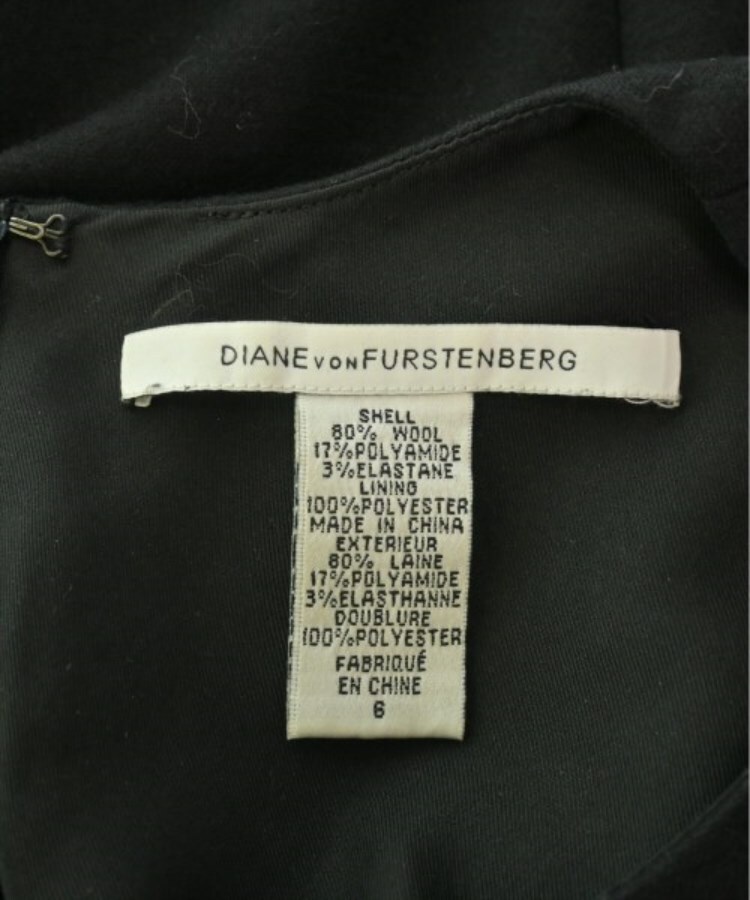 DIANE VON FURSTENBERG
SHELL
80% WOOL
17%POLYAMIDE
3%ELASTANE
LINING
100%POLYESTER
MADE IN CHINA
EXTERIEUR
80% LAINE
17%POLYAMIDE
3%ELASTHANNE
DOUBLURE
100%POLYESTER
FABRIQUÉ
EN CHINE
6